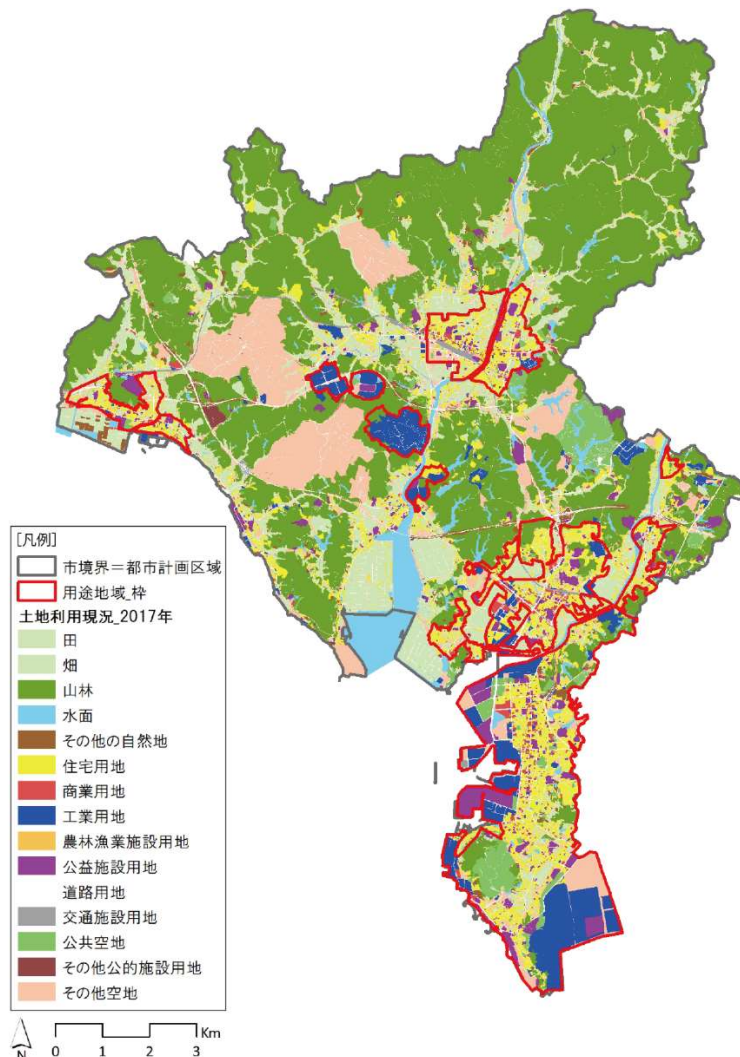 [凡例]
市境界＝都市計画区域
用途地域_枠
土地利用現況_2017年
田
畑
山林
水面
その他の自然地
住宅用地
商業用地
工業用地
農林漁業施設用地
公益施設用地
道路用地
交通施設用地
公共空地
その他公的施設用地
その他空地
N
0 1 2 3 Km